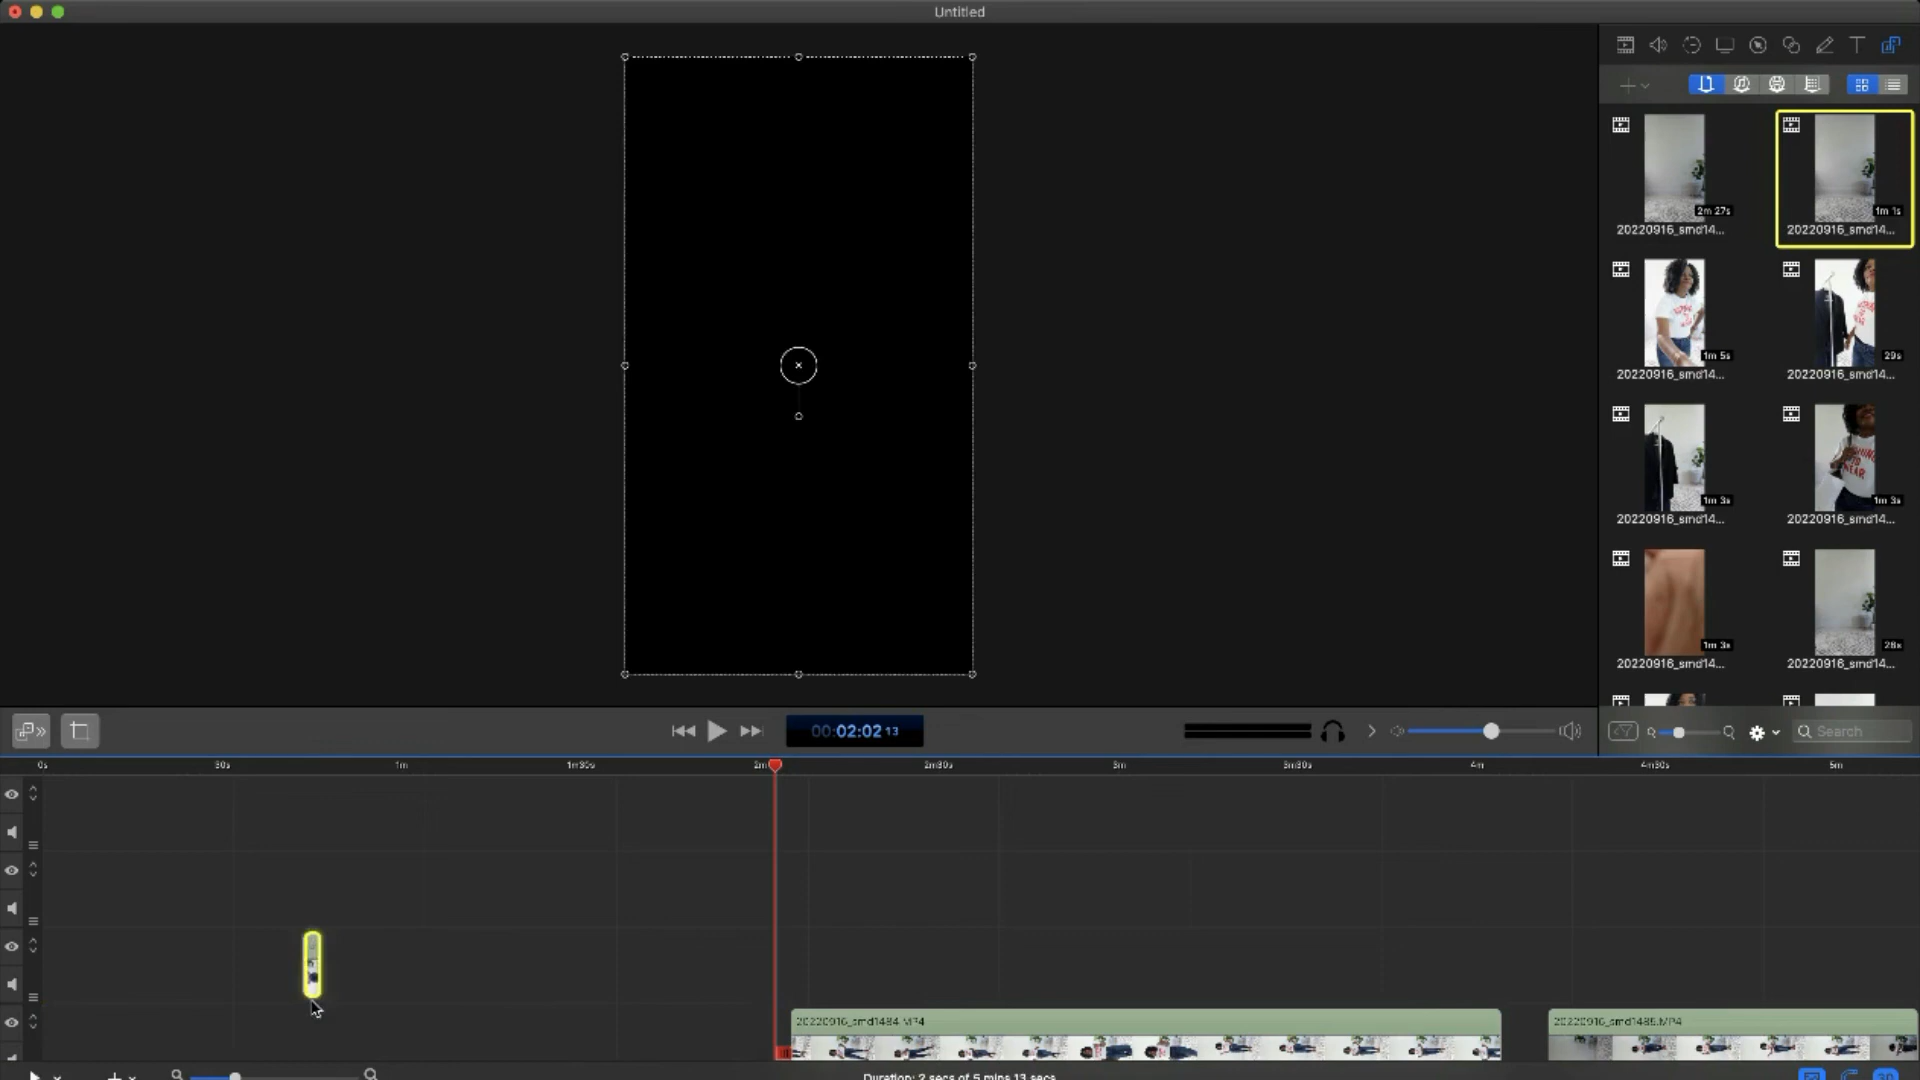 Untitled
2m 27s
1m 1s
20220916_smd14...
20220916_smd14...
1m 5s
29s
20220916_smd14...
20220916_smd14...
1m 3s
1m 3s
20220916_smd14...
20220916_smd14...
1m 3s
28s
20220916_smd14...
20220916_smd14...
00:02:02 13
Search
0s 30s 1m 1m30s 2m 2m30s 3m 3m30s 4m 4m30s 5m
20220916_smd1484.MP4
20220916_smd1485.MP4
Duration: 2 secs of 5 mins 13 secs